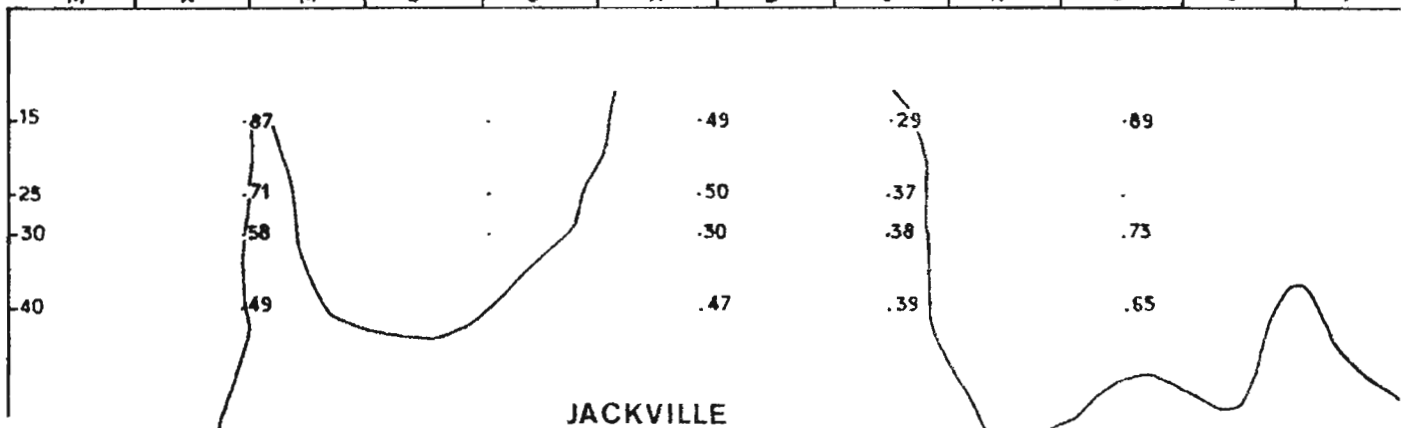 -15 .87 . .49 .29 .89
-25 .71 . .50 .37 .
-30 .58 . .30 .38 .73
-40 .49 .47 .39 .65
JACKVILLE